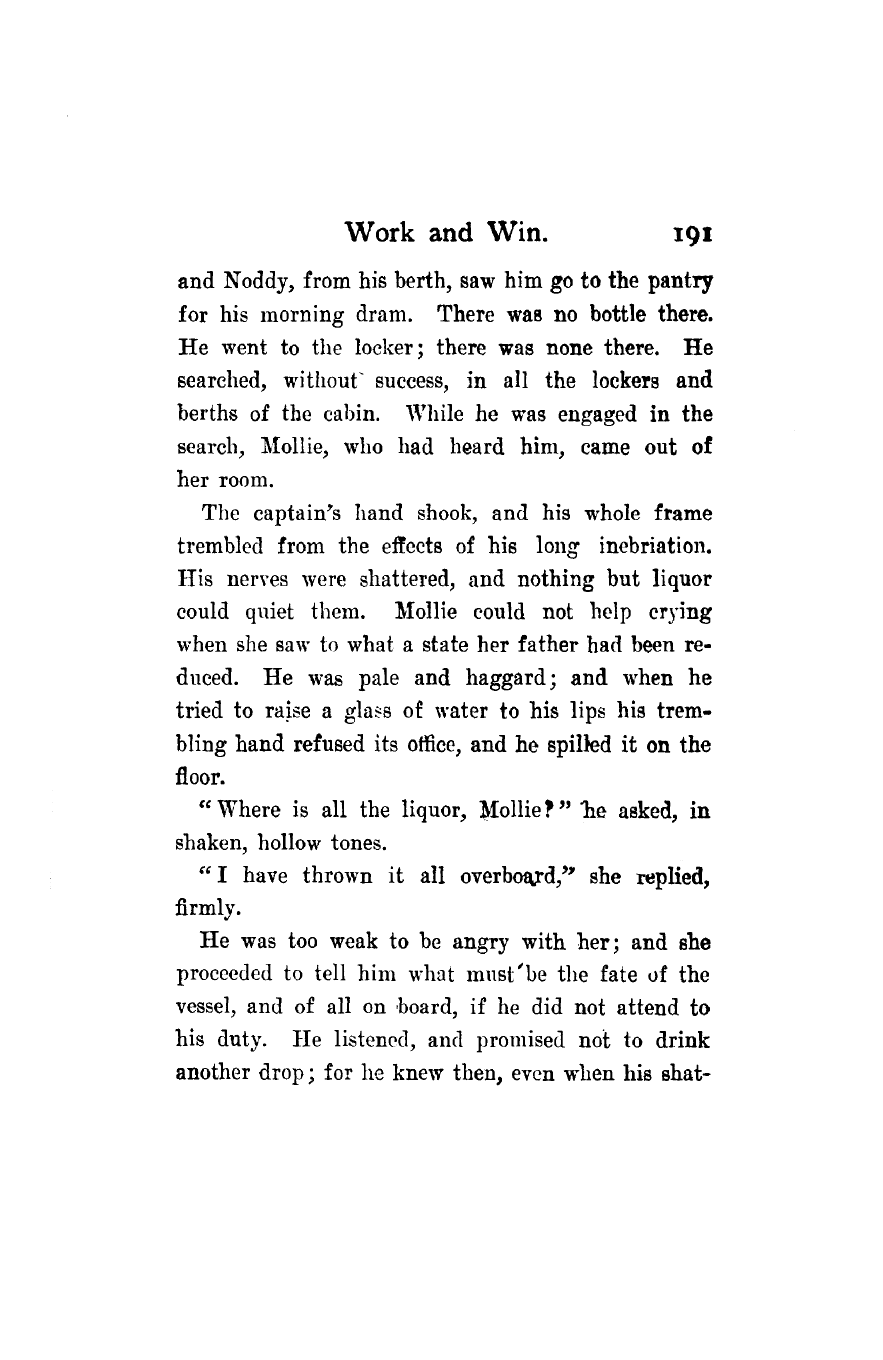 Work and Win. 191
and Noddy, from his berth, saw him go to the pantry
for his morning dram. There was no bottle there.
He went to the locker; there was none there. He
searched, without success, in all the lockers and
berths of the cabin. While he was engaged in the
search, Mollie, who had heard him, came out of
her room.
The captain's hand shook, and his whole frame
trembled from the effects of his long inebriation.
His nerves were shattered, and nothing but liquor
could quiet them. Mollie could not help crying
when she saw to what a state her father had been re-
duced. He was pale and haggard; and when he
tried to raise a glass of water to his lips his trem-
bling hand refused its office, and he spilled it on the
floor.
"Where is all the liquor, Mollie?" he asked, in
shaken, hollow tones.
"I have thrown it all overboard," she replied,
firmly.
He was too weak to be angry with her; and she
proceeded to tell him what must be the fate of the
vessel, and of all on board, if he did not attend to
his duty. He listened, and promised not to drink
another drop; for he knew then, even when his shat-